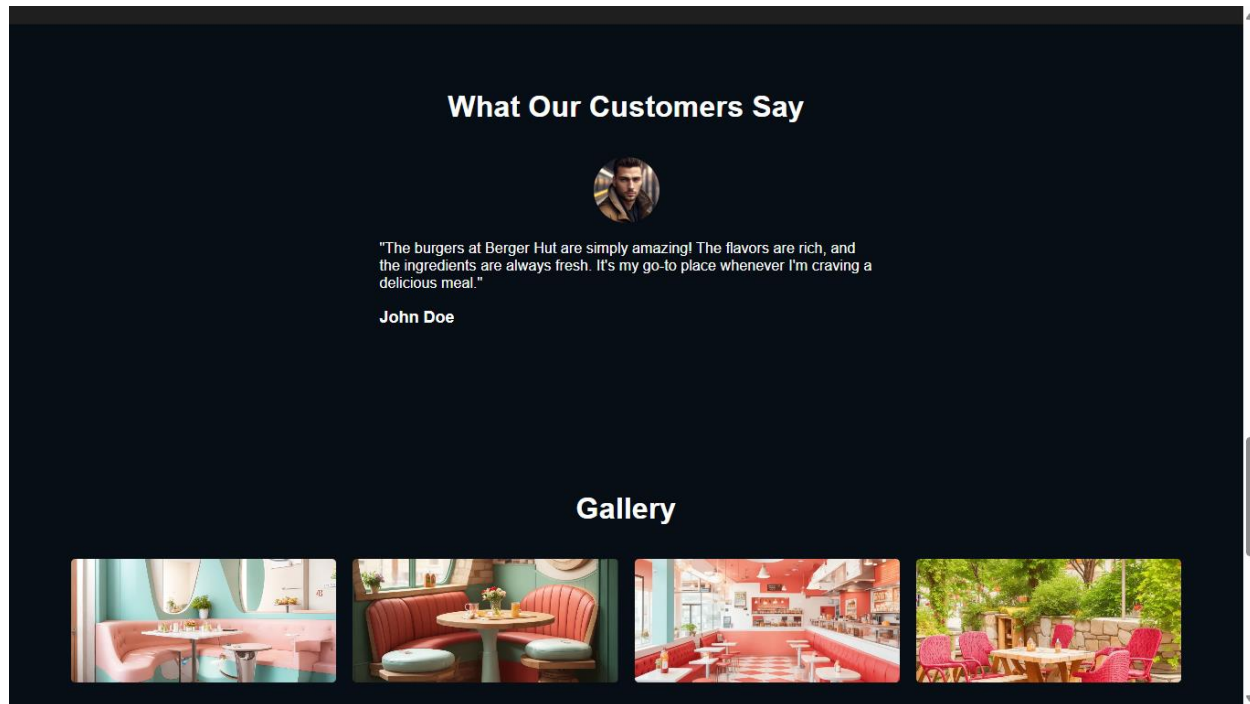 What Our Customers Say
"The burgers at Berger Hut are simply amazing! The flavors are rich, and
the ingredients are always fresh. It's my go-to place whenever I'm craving a
delicious meal."
John Doe
Gallery